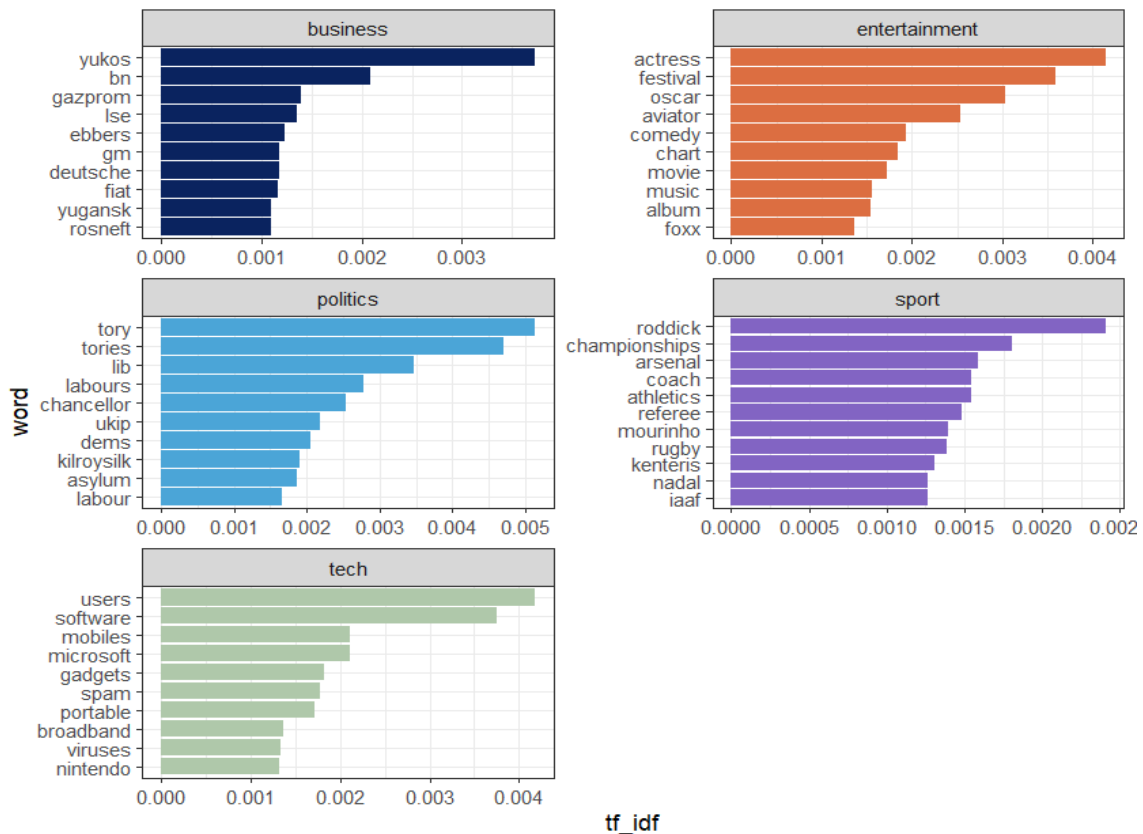 business
yukos
bn
gazprom
lse
ebbers
gm
deutsche
fiat
yugansk
rosneft
0.000 0.001 0.002 0.003
entertainment
actress
festival
oscar
aviator
comedy
chart
movie
music
album
foxx
0.000 0.001 0.002 0.003 0.004
word
politics
tory
tories
lib
labours
chancellor
ukip
dems
kilroysilk
asylum
labour
0.000 0.001 0.002 0.003 0.004 0.005
sport
roddick
championships
arsenal
coach
athletics
referee
mourinho
rugby
kenteris
nadal
iaaf
0.0000 0.0005 0.0010 0.0015 0.0020 0.002
tech
users
software
mobiles
microsoft
gadgets
spam
portable
broadband
viruses
nintendo
0.000 0.001 0.002 0.003 0.004
tf_idf